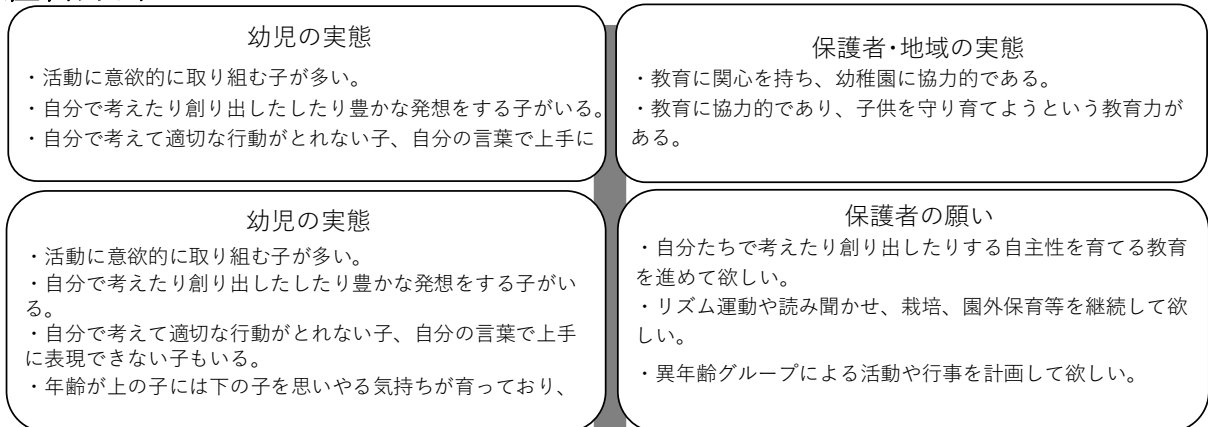 幼児の実態
・活動に意欲的に取り組む子が多い。
・自分で考えたり創り出したしたり豊かな発想をする子がいる。
・自分で考えて適切な行動がとれない子、自分の言葉で上手に
保護者・地域の実態
・教育に関心を持ち、幼稚園に協力的である。
・教育に協力的であり、子供を守り育てようという教育力が
ある。
幼児の実態
・活動に意欲的に取り組む子が多い。
・自分で考えたり創り出したしたり豊かな発想をする子がい
る。
・自分で考えて適切な行動がとれない子、自分の言葉で上手
に表現できない子もいる。
・年齢が上の子には下の子を思いやる気持ちが育っており、
保護者の願い
・自分たちで考えたり創り出したりする自主性を育てる教育
を進めて欲しい。
・リズム運動や読み聞かせ、栽培、園外保育等を継続して欲
しい。
・異年齢グループによる活動や行事を計画して欲しい。